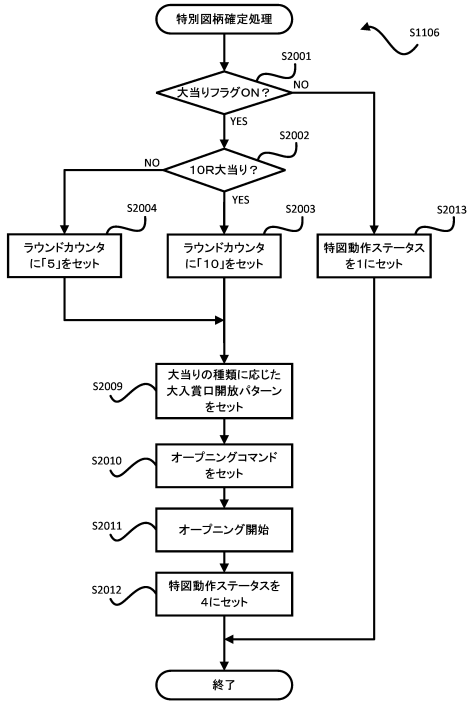 特別図柄確定処理
S1106
S2001
大当りフラグON？
NO
YES
S2002
10R大当り？
NO
YES
S2004
S2003
S2013
ラウンドカウンタ
に「5」をセット
ラウンドカウンタ
に「10」をセット
特図動作ステータス
を1にセット
S2009
大当りの種類に応じた
大入賞口開放パターン
をセット
S2010
オープニングコマンド
をセット
S2011
オープニング開始
S2012
特図動作ステータスを
4にセット
終了